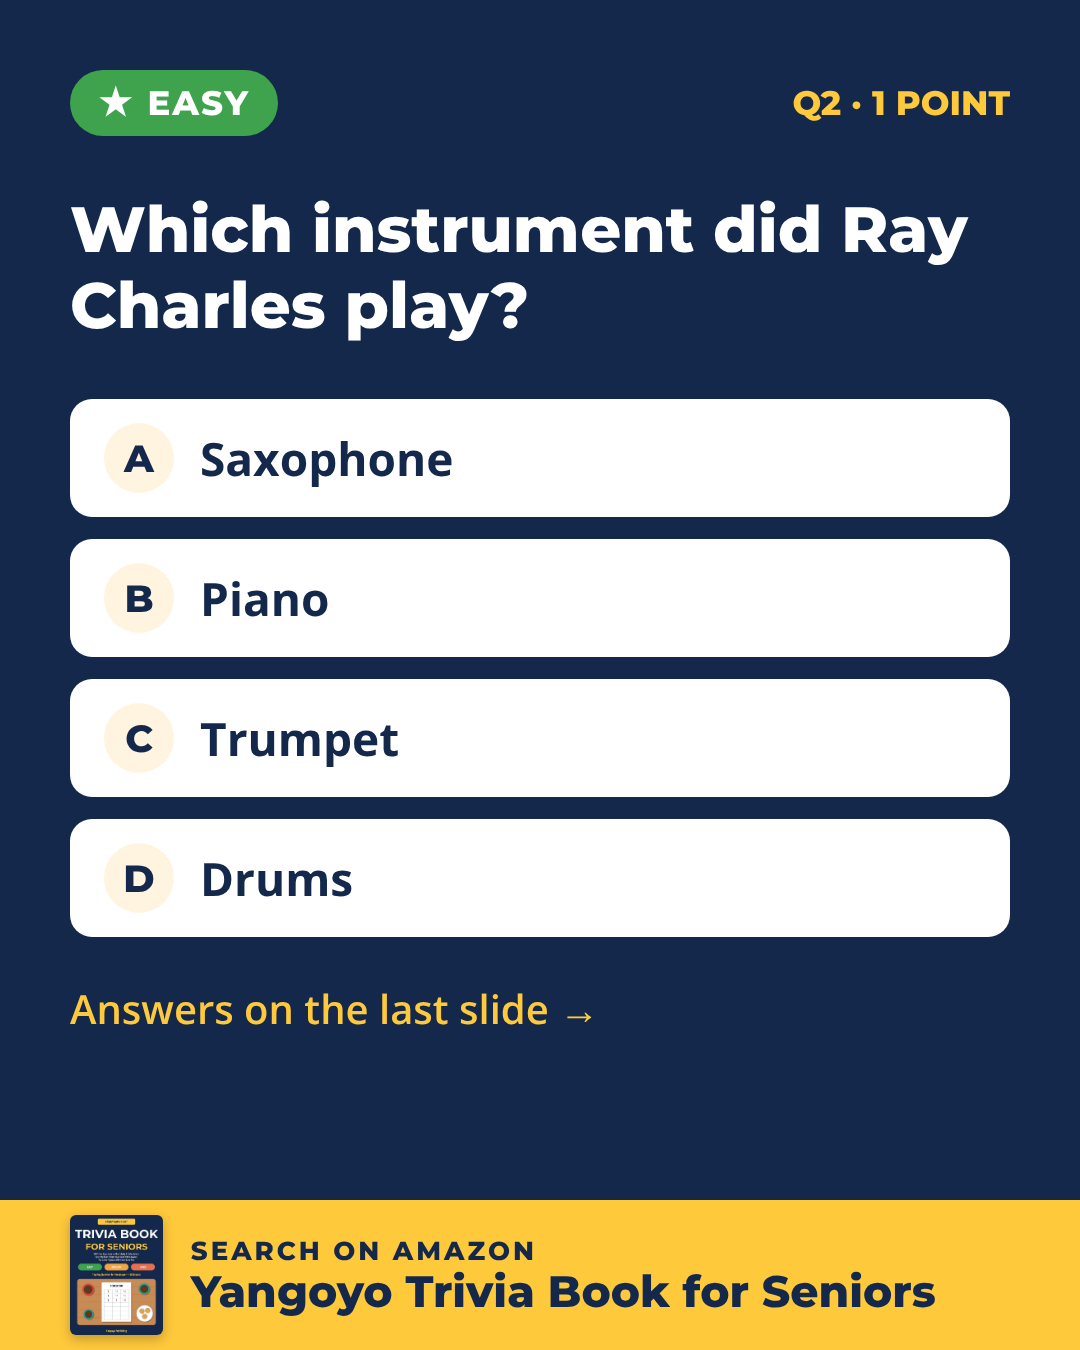 ★ EASY
Q2 · 1 POINT
Which instrument did Ray
Charles play?
A Saxophone
B Piano
C Trumpet
D Drums
Answers on the last slide →
TRIVIA BOOK
FOR SENIORS
SEARCH ON AMAZON
Yangoyo Trivia Book for Seniors